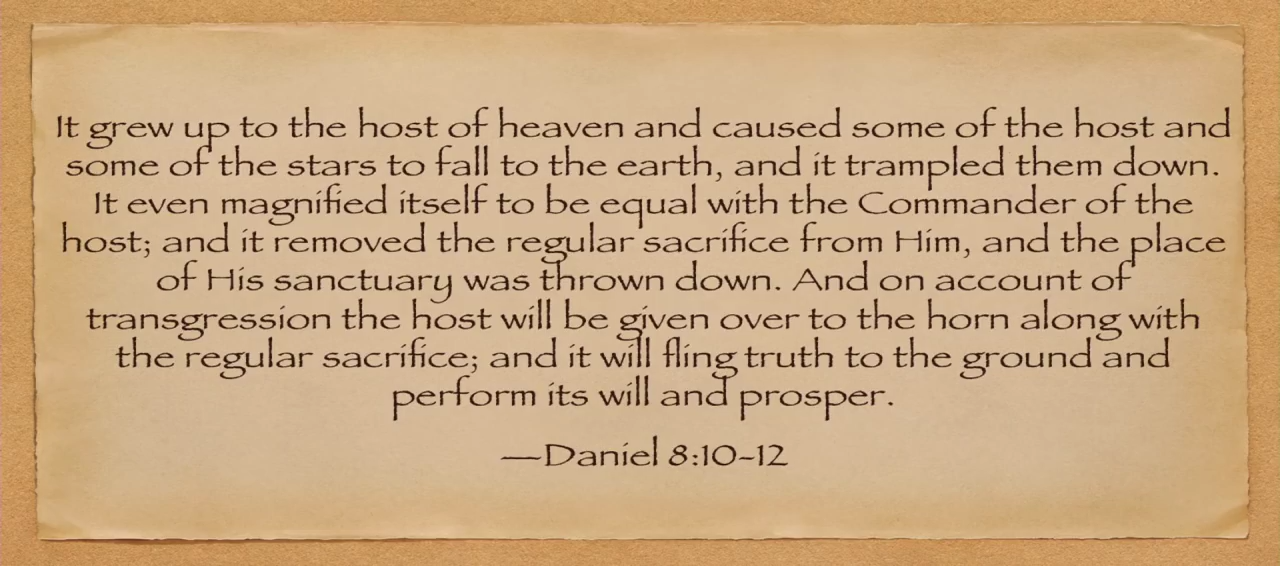 It grew up to the host of heaven and caused some of the host and
some of the stars to fall to the earth, and it trampled them down.
It even magnified itself to be equal with the Commander of the
host; and it removed the regular sacrifice from Him, and the place
of His sanctuary was thrown down. And on account of
transgression the host will be given over to the horn along with
the regular sacrifice; and it will fling truth to the ground and
perform its will and prosper.
—Daniel 8:10-12